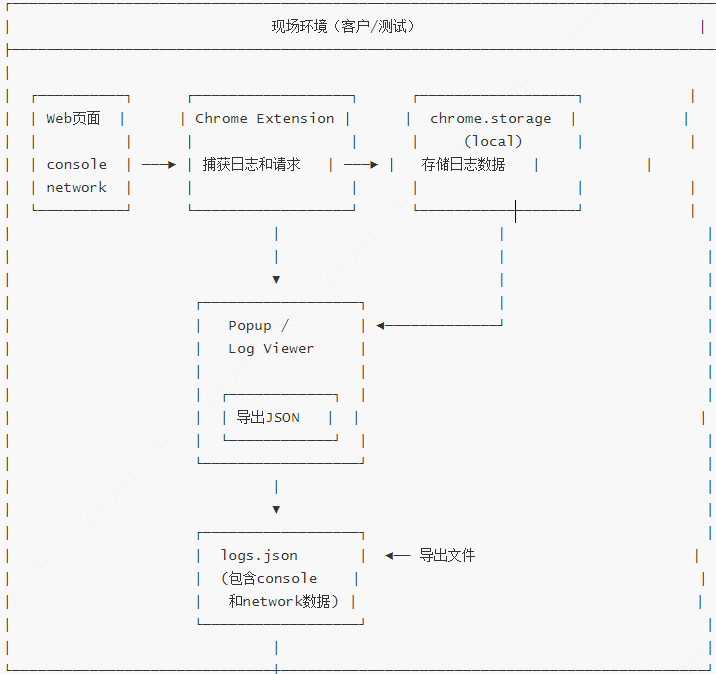 现场环境（客户/测试）
Web页面 Chrome Extension chrome.storage
(local)
console 捕获日志和请求 存储日志数据
network
Popup /
Log Viewer
导出JSON
logs.json 导出文件
(包含console
和network数据)